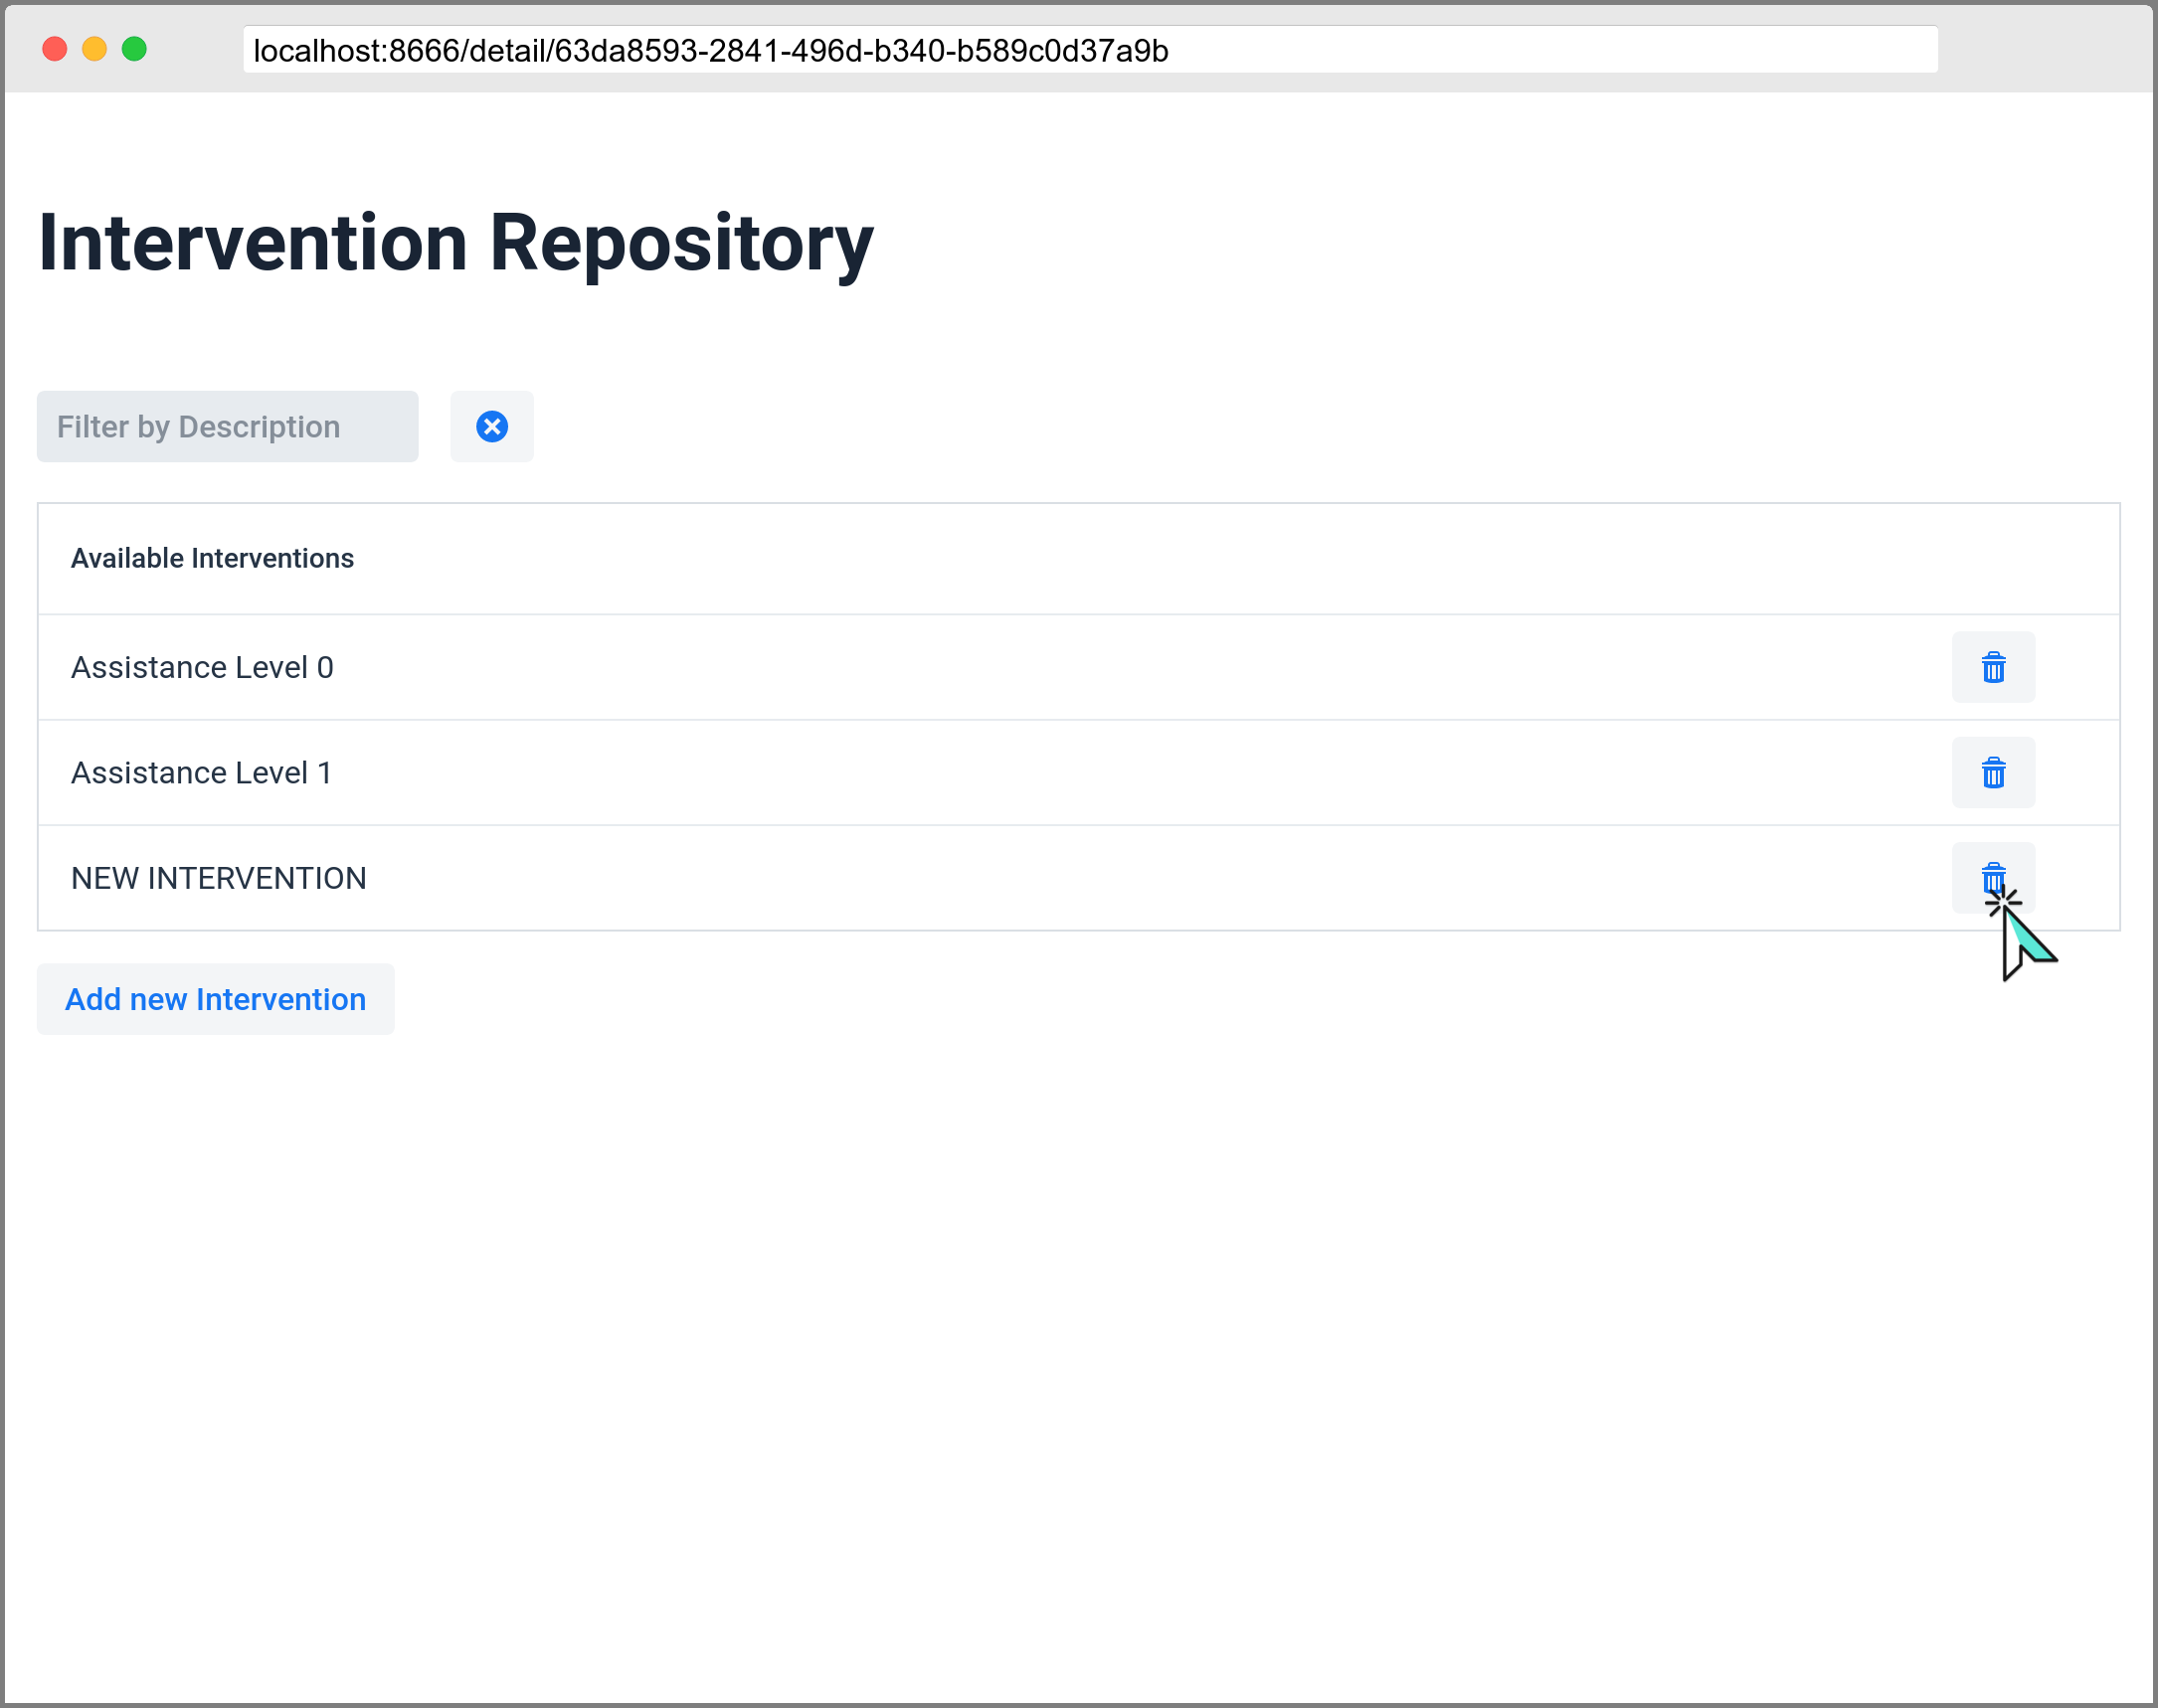 localhost:8666/detail/63da8593-2841-496d-b340-b589c0d37a9b
Intervention Repository
Filter by Description
Available Interventions
Assistance Level 0
Assistance Level 1
NEW INTERVENTION
Add new Intervention